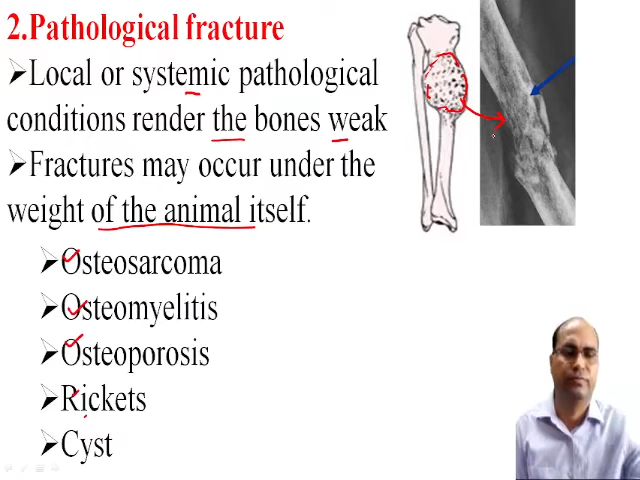 2.Pathological fracture
➢Local or systemic pathological
conditions render the bones weak
➢Fractures may occur under the
weight of the animal itself.
➢Osteosarcoma
➢Osteomyelitis
➢Osteoporosis
➢Rickets
➢Cyst